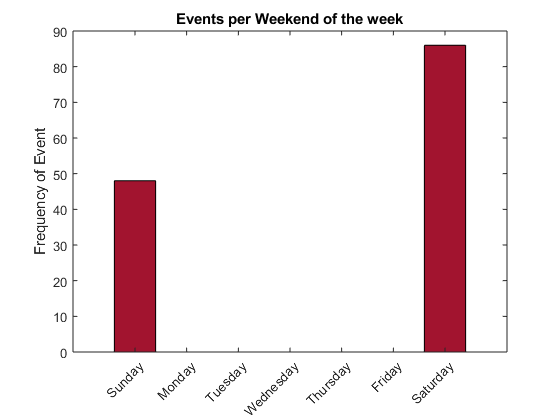 Events per Weekend of the week
Frequency of Event
90
80
70
60
50
40
30
20
10
0
Sunday
Monday
Tuesday
Wednesday
Thursday
Friday
Saturday